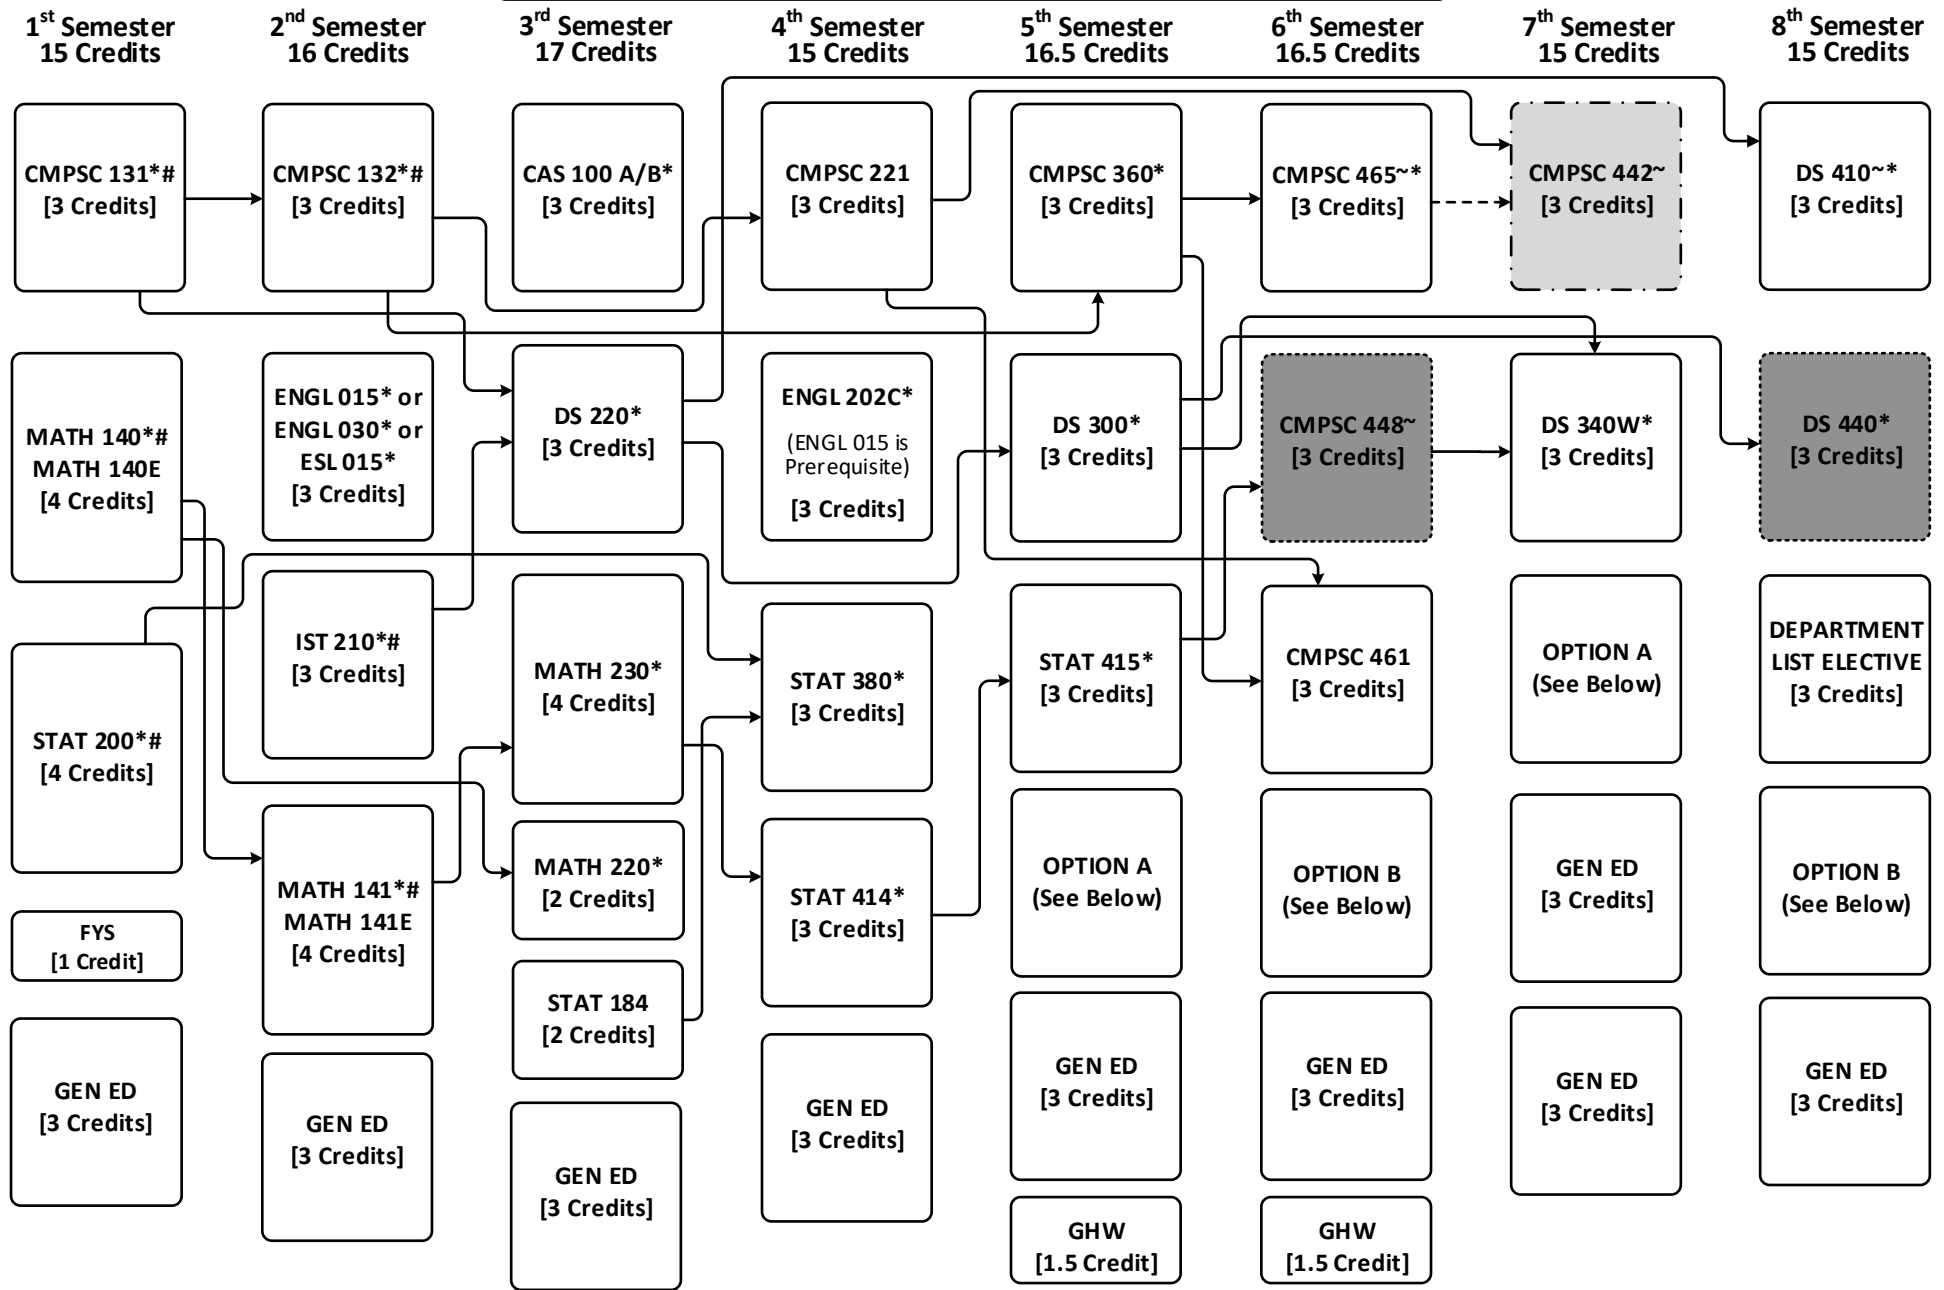 1st Semester
15 Credits
2nd Semester
16 Credits
3rd Semester
17 Credits
4th Semester
15 Credits
5th Semester
16.5 Credits
6th Semester
16.5 Credits
7th Semester
15 Credits
8th Semester
15 Credits
CMPSC 131*#
[3 Credits]
MATH 140*#
MATH 140E
[4 Credits]
STAT 200*#
[4 Credits]
FYS
[1 Credit]
GEN ED
[3 Credits]
CMPSC 132*#
[3 Credits]
ENGL 015* or
ENGL 030* or
ESL 015*
[3 Credits]
IST 210*#
[3 Credits]
MATH 141*#
MATH 141E
[4 Credits]
GEN ED
[3 Credits]
CAS 100 A/B*
[3 Credits]
DS 220*
[3 Credits]
MATH 230*
[4 Credits]
MATH 220*
[2 Credits]
STAT 184
[2 Credits]
GEN ED
[3 Credits]
CMPSC 221
[3 Credits]
ENGL 202C*
(ENGL 015 is
Prerequisite)
[3 Credits]
STAT 380*
[3 Credits]
STAT 414*
[3 Credits]
GEN ED
[3 Credits]
CMPSC 360*
[3 Credits]
DS 300*
[3 Credits]
STAT 415*
[3 Credits]
OPTION A
(See Below)
GEN ED
[3 Credits]
GHW
[1.5 Credit]
CMPSC 465~*
[3 Credits]
CMPSC 448~
[3 Credits]
CMPSC 461
[3 Credits]
OPTION B
(See Below)
GEN ED
[3 Credits]
GHW
[1.5 Credit]
CMPSC 442~
[3 Credits]
DS 340W*
[3 Credits]
OPTION A
(See Below)
GEN ED
[3 Credits]
GEN ED
[3 Credits]
DS 410~*
[3 Credits]
DS 440*
[3 Credits]
DEPARTMENT
LIST ELECTIVE
[3 Credits]
OPTION B
(See Below)
GEN ED
[3 Credits]